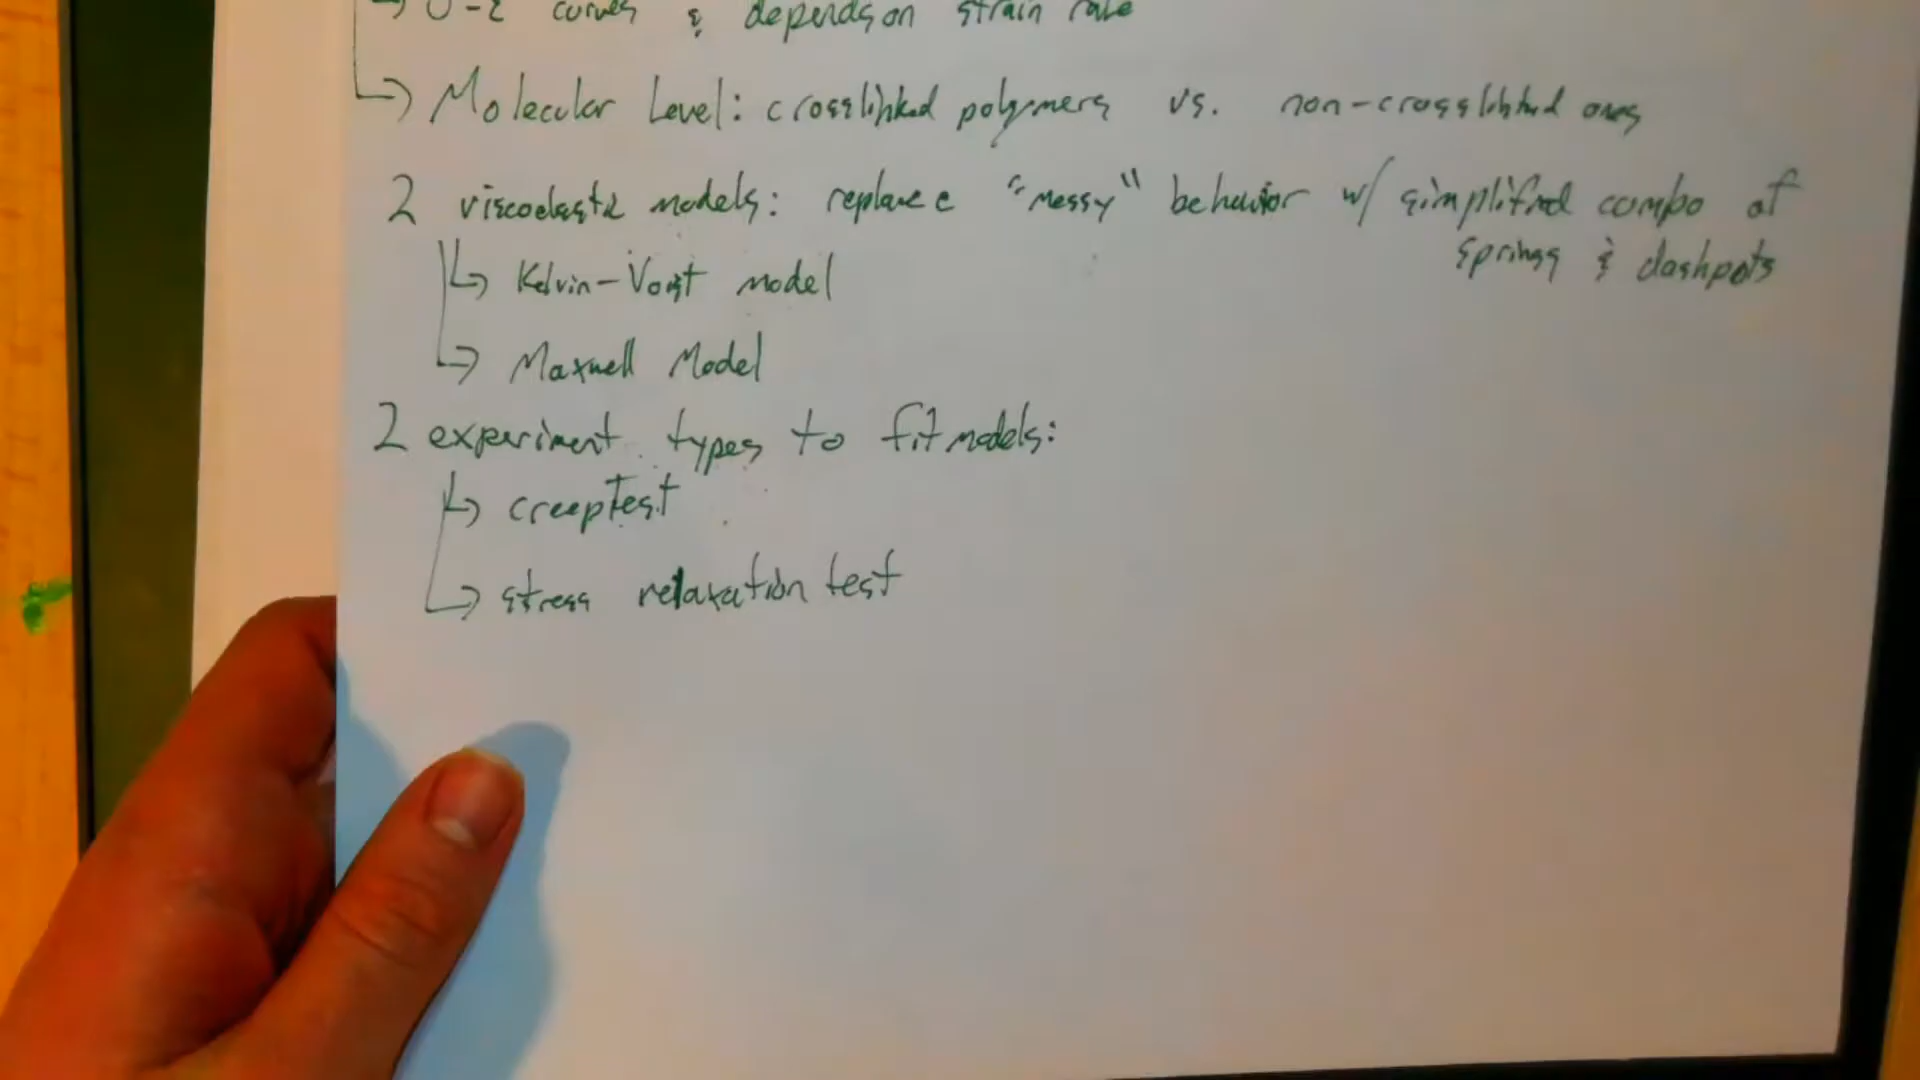 → σ-ε curves & depends on strain rate
→ Molecular Level: crosslinked polymers vs. non-crosslinked ones
2 viscoelastic models: replace "messy" behavior w/ simplified combo of
springs & dashpots
→ Kelvin-Voigt model
→ Maxwell Model
2 experiment types to fit models:
→ creep Test
→ stress relaxation test